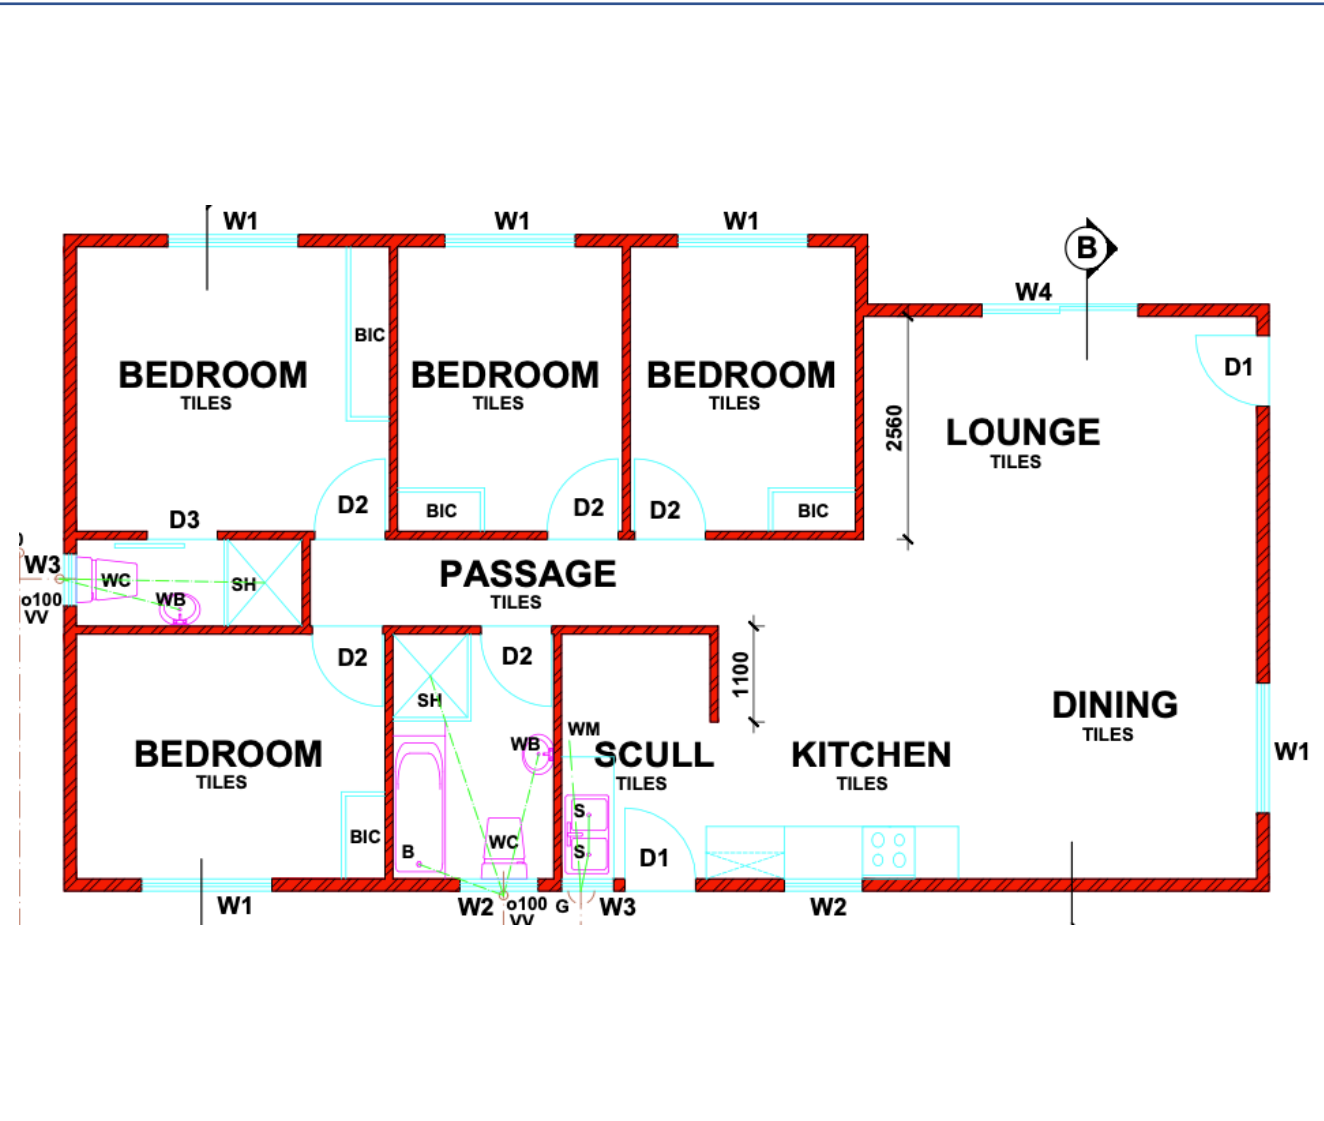 W1
W1
W1
B
W4
BIC
D1
BEDROOM
TILES
BEDROOM
TILES
BEDROOM
TILES
2560
LOUNGE
TILES
D2
BIC
D2
D2
BIC
D3
W3
o100
VV
WC
WB
SH
PASSAGE
TILES
D2
D2
1100
SH
BEDROOM
TILES
WB
WM
SCULL
TILES
KITCHEN
TILES
DINING
TILES
W1
BIC
B
WC
S
S
D1
W1
W2
o100
VV
G
W3
W2